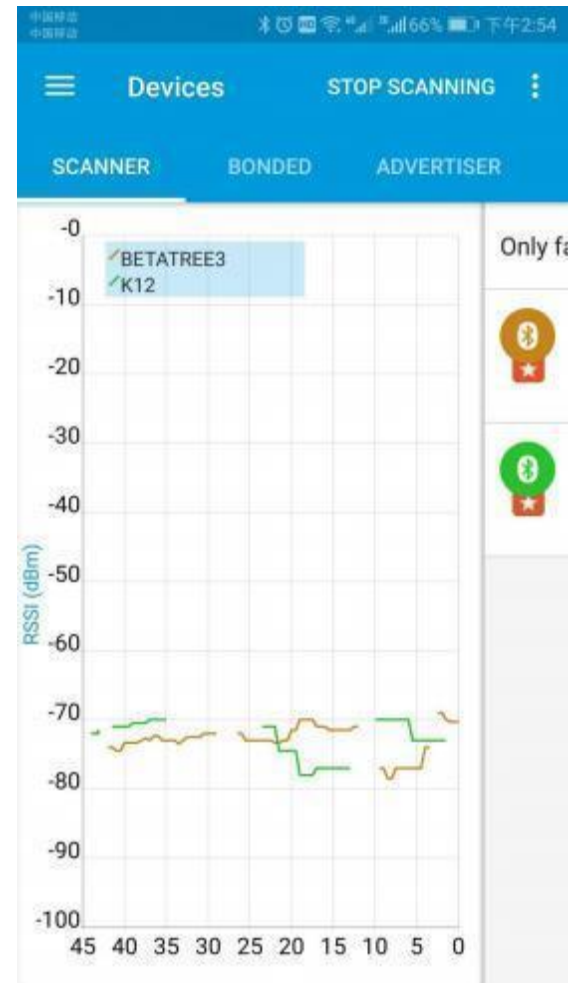 中国移动
中国移动
66% 下午2:54
Devices STOP SCANNING
SCANNER BONDED ADVERTISER
-0
BETATREE3
K12
-10
-20
-30
-40
-50
-60
-70
-80
-90
-100
RSSI (dBm)
45 40 35 30 25 20 15 10 5 0
Only fa